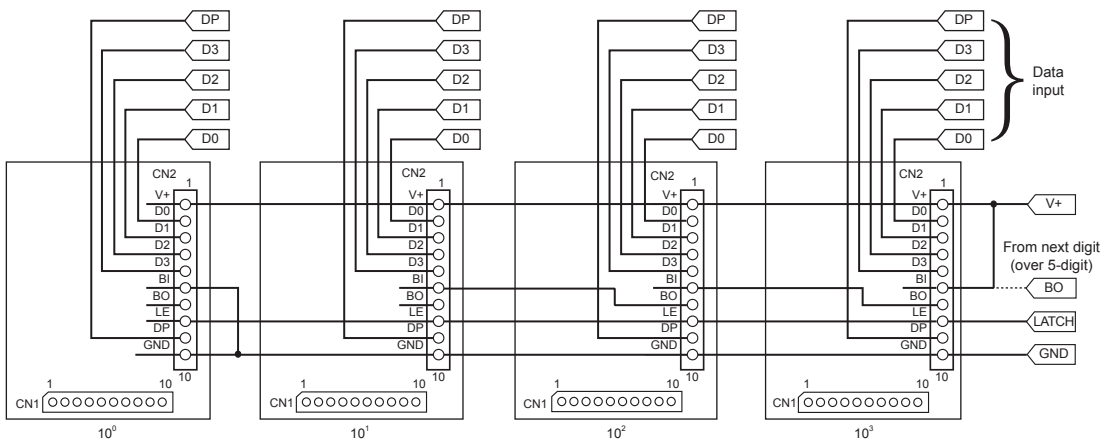 DP DP DP DP
D3 D3 D3 D3
D2 D2 D2 D2
D1 D1 D1 D1
D0 D0 D0 D0
Data
input
CN2 CN2 CN2 CN2
1 1 1 1
V+ V+ V+ V+ V+
D0 D0 D0 D0
D1 D1 D1 D1
D2 D2 D2 D2
D3 D3 D3 D3
From next digit
(over 5-digit)
BI BI BI BI
BO
BO BO BO BO
LE LE LE LE
LATCH
DP DP DP DP
GND GND GND GND
GND
10 10 10 10
1 10 1 10 1 10 1 10
CN1 CN1 CN1 CN1
10⁰ 10¹ 10² 10³